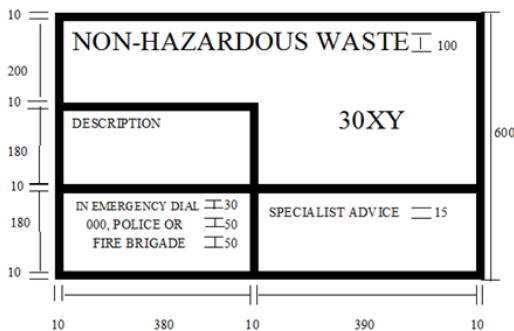 10
NON-HAZARDOUS WASTE 100
200
10
DESCRIPTION
30XY
600
180
10
IN EMERGENCY DIAL 30
000, POLICE OR 50
FIRE BRIGADE 50
SPECIALIST ADVICE 15
180
10
10 380 10 390 10